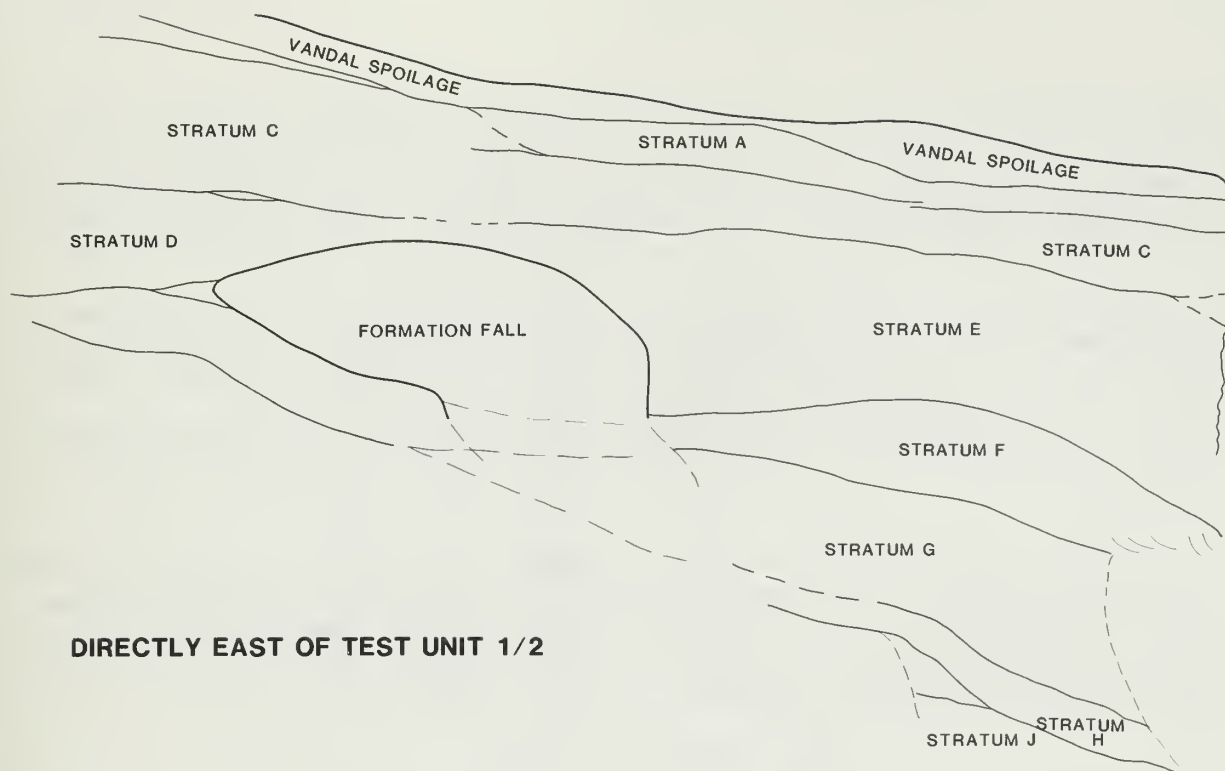 VANDAL SPOILAGE
STRATUM C
STRATUM A
VANDAL SPOILAGE
STRATUM D
STRATUM C
FORMATION FALL
STRATUM E
STRATUM F
STRATUM G
DIRECTLY EAST OF TEST UNIT 1/2
STRATUM
H
STRATUM J